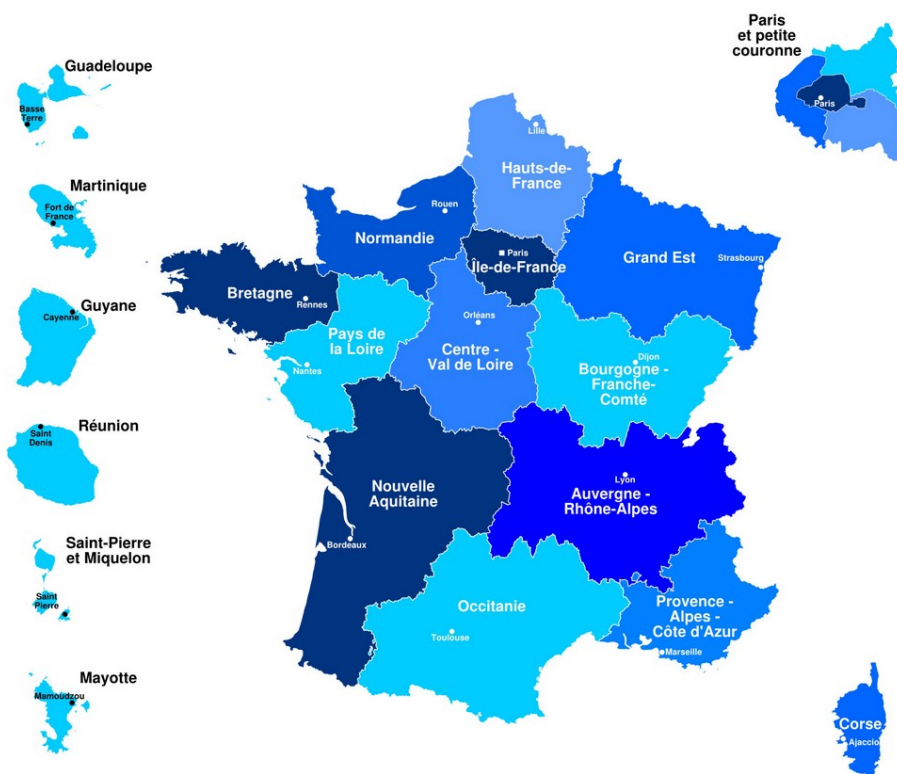 Guadeloupe
Basse
Terre
Martinique
Fort de
France
Guyane
Cayenne
Réunion
Saint
Denis
Saint-Pierre
et Miquelon
Saint
Pierre
Mayotte
Mamoudzou
Paris
et petite
couronne
Paris
Lille
Hauts-de-
France
Rouen
Normandie
Paris
Île-de-France
Grand Est
Strasbourg
Bretagne
Rennes
Pays de
la Loire
Nantes
Orléans
Centre -
Val de Loire
Dijon
Bourgogne -
Franche-
Comté
Nouvelle
Aquitaine
Bordeaux
Lyon
Auvergne -
Rhône-Alpes
Occitanie
Toulouse
Provence -
Alpes -
Côte d'Azur
Marseille
Corse
Ajaccio